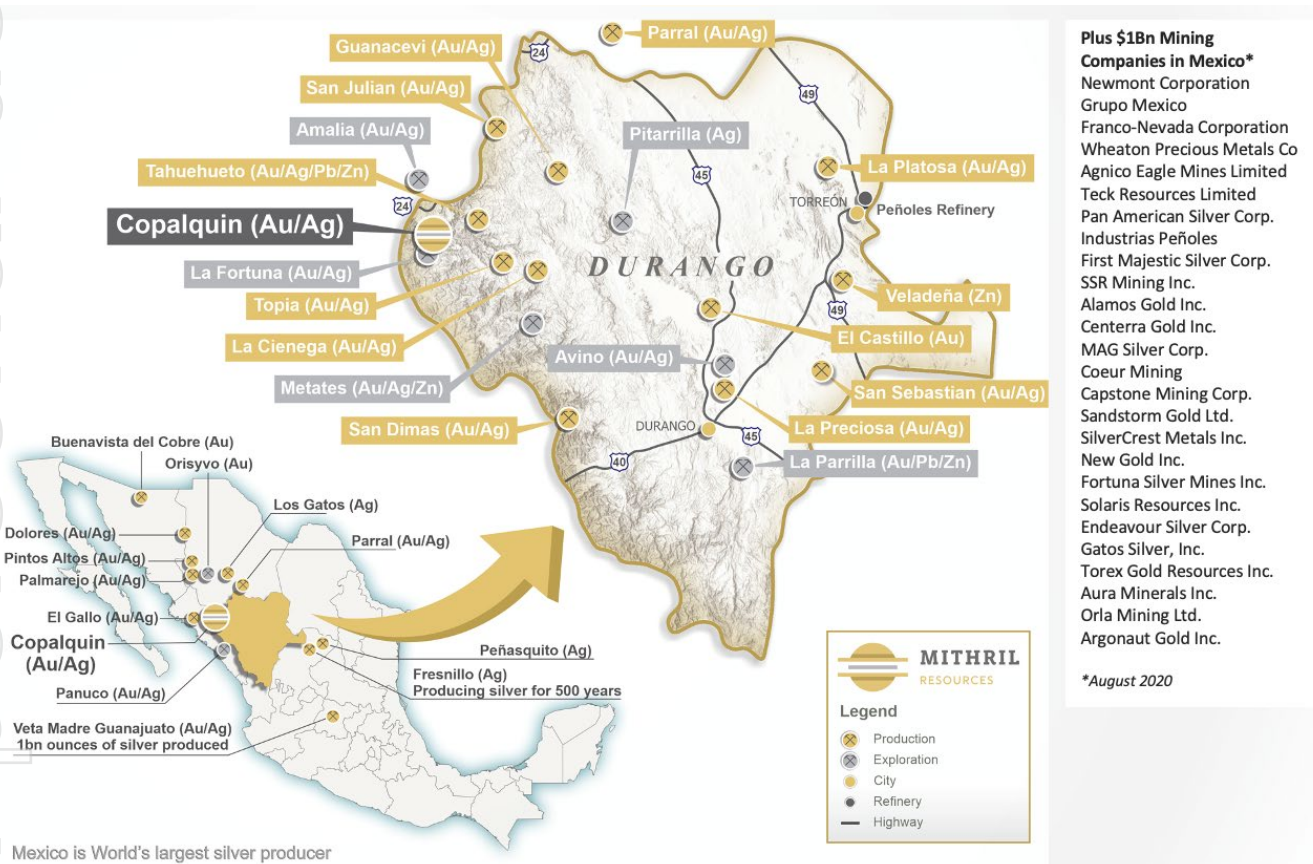 Parral (Au/Ag)
Guanacevi (Au/Ag)
24
San Julian (Au/Ag)
49
Amalia (Au/Ag)
Pitarrilla (Ag)
Tahuehueto (Au/Ag/Pb/Zn)
La Platosa (Au/Ag)
45
24
TORREÓN
Peñoles Refinery
Copalquin (Au/Ag)
La Fortuna (Au/Ag)
DURANGO
Topia (Au/Ag)
Veladeña (Zn)
49
La Cienega (Au/Ag)
El Castillo (Au)
Avino (Au/Ag)
Metates (Au/Ag/Zn)
San Sebastian (Au/Ag)
San Dimas (Au/Ag)
DURANGO
La Preciosa (Au/Ag)
45
40
La Parrilla (Au/Pb/Zn)
Buenavista del Cobre (Au)
Orisyvo (Au)
Los Gatos (Ag)
Dolores (Au/Ag)
Parral (Au/Ag)
Pintos Altos (Au/Ag)
Palmarejo (Au/Ag)
El Gallo (Au/Ag)
Copalquin
(Au/Ag)
Peñasquito (Ag)
Fresnillo (Ag)
Producing silver for 500 years
Panuco (Au/Ag)
Veta Madre Guanajuato (Au/Ag)
1bn ounces of silver produced
Mexico is World's largest silver producer
MITHRIL
RESOURCES
Legend
Production
Exploration
City
Refinery
Highway
Plus $1Bn Mining
Companies in Mexico*
Newmont Corporation
Grupo Mexico
Franco-Nevada Corporation
Wheaton Precious Metals Co
Agnico Eagle Mines Limited
Teck Resources Limited
Pan American Silver Corp.
Industrias Peñoles
First Majestic Silver Corp.
SSR Mining Inc.
Alamos Gold Inc.
Centerra Gold Inc.
MAG Silver Corp.
Coeur Mining
Capstone Mining Corp.
Sandstorm Gold Ltd.
SilverCrest Metals Inc.
New Gold Inc.
Fortuna Silver Mines Inc.
Solaris Resources Inc.
Endeavour Silver Corp.
Gatos Silver, Inc.
Torex Gold Resources Inc.
Aura Minerals Inc.
Orla Mining Ltd.
Argonaut Gold Inc.
*August 2020